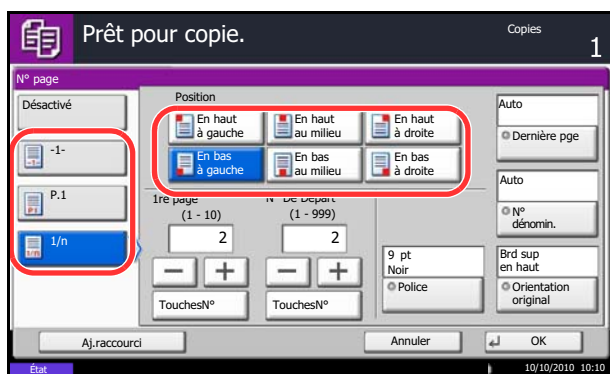 Prêt pour copie.
Copies
1
N° page
Désactivé
-1-
P.1
1/n
Position
En haut
à gauche
En haut
au milieu
En haut
à droite
En bas
à gauche
En bas
au milieu
En bas
à droite
1re page
(1 - 10)
2
TouchesN°
N° De Départ
(1 - 999)
2
TouchesN°
9 pt
Noir
Police
Auto
Dernière pge
Auto
N°
dénomin.
Brd sup
en haut
Orientation
original
Aj.raccourci
Annuler
OK
État
10/10/2010 10:10